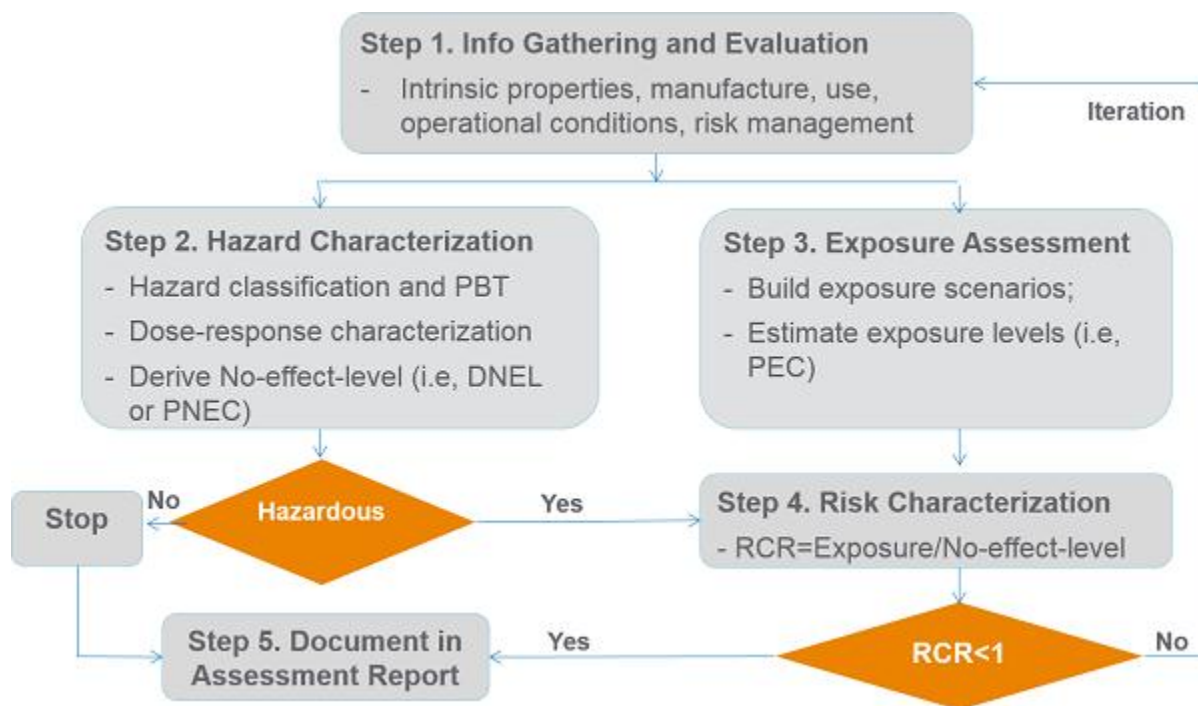 Step 1. Info Gathering and Evaluation
- Intrinsic properties, manufacture, use,
operational conditions, risk management
Iteration
Step 2. Hazard Characterization
- Hazard classification and PBT
- Dose-response characterization
- Derive No-effect-level (i.e, DNEL
or PNEC)
Step 3. Exposure Assessment
- Build exposure scenarios;
- Estimate exposure levels (i.e,
PEC)
Stop
No
Hazardous
Yes
Step 4. Risk Characterization
- RCR=Exposure/No-effect-level
Step 5. Document in
Assessment Report
Yes
RCR<1
No